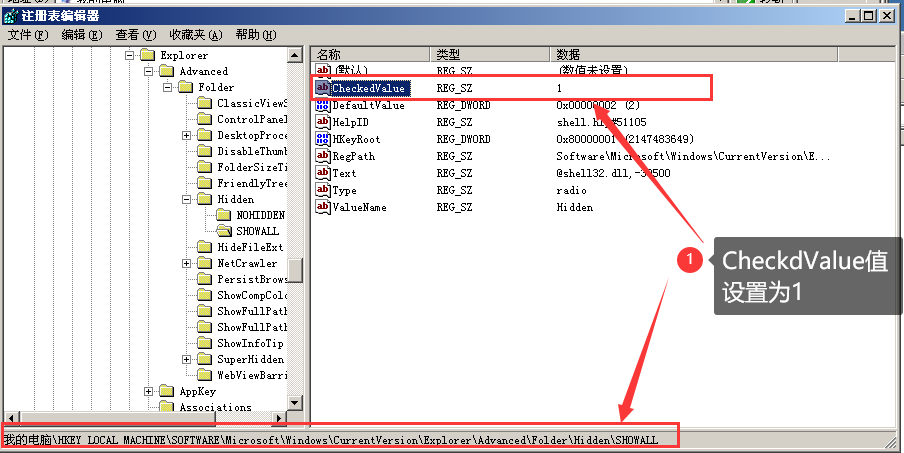 注册表编辑器
文件(F) 编辑(E) 查看(V) 收藏夹(A) 帮助(H)
Explorer
Advanced
Folder
ClassicViewS
ControlPanel
DesktopProce
DisableThumb
FolderSizeTi
FriendlyTree
Hidden
NOHIDDEN
SHOWALL
HideFileExt
NetCrawler
PersistBrows
ShowCompColo
ShowFullPath
ShowFullPath
ShowInfoTip
SuperHidden
WebViewBarri
AppKey
Associations
名称 类型 数据
(默认) REG_SZ (数值未设置)
CheckedValue REG_SZ 1
DefaultValue REG_DWORD 0x00000002 (2)
HelpID REG_SZ shell.hlp#51105
HKeyRoot REG_DWORD 0x80000001 (2147483649)
RegPath REG_SZ Software\Microsoft\Windows\CurrentVersion\E...
Text REG_SZ @shell32.dll,-30500
Type REG_SZ radio
ValueName REG_SZ Hidden
1
CheckdValue值
设置为1
我的电脑\HKEY_LOCAL_MACHINE\SOFTWARE\Microsoft\Windows\CurrentVersion\Explorer\Advanced\Folder\Hidden\SHOWALL